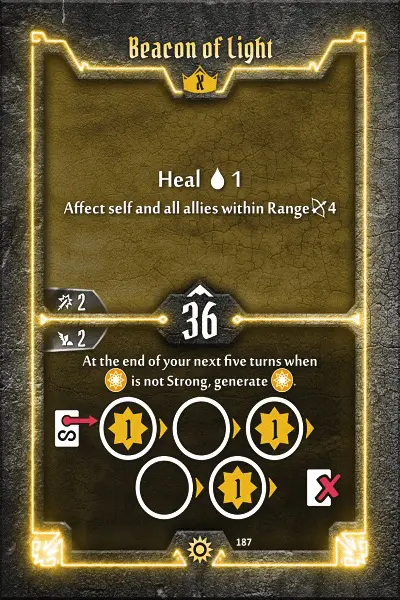 Beacon of Light
X
Heal 1
Affect self and all allies within Range 4
2
36
2
At the end of your next five turns when
is not Strong, generate .
S
1
1
1
187